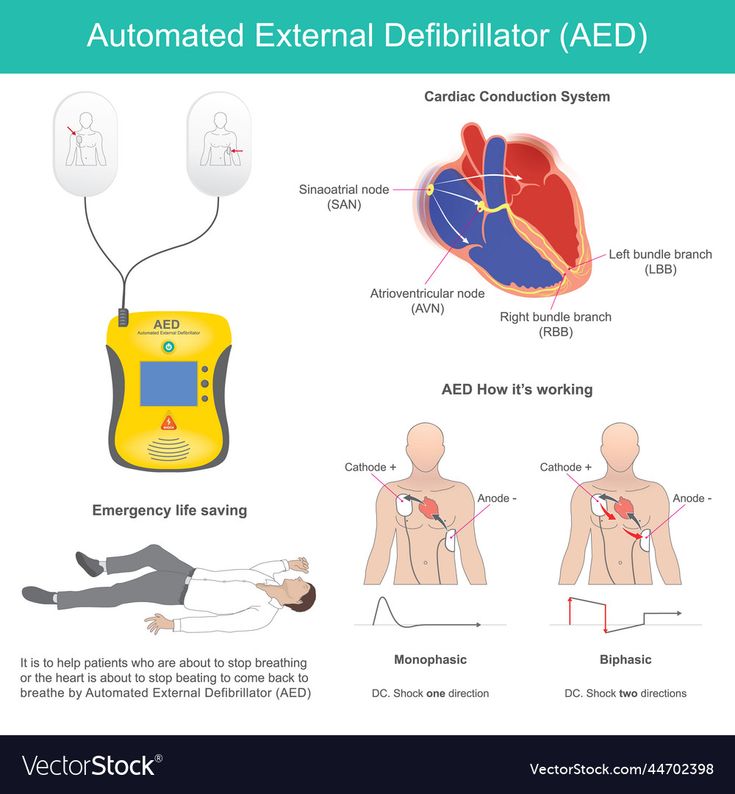 Automated External Defibrillator (AED)
Cardiac Conduction System
Sinaoatrial node
(SAN)
Left bundle branch
(LBB)
Atrioventricular node
(AVN)
Right bundle branch
(RBB)
AED
Automated External Defibrillator
SHOCK
AED How it's working
Cathode +
Anode -
Cathode +
Anode -
Emergency life saving
It is to help patients who are about to stop breathing
or the heart is about to stop beating to come back to
breathe by Automated External Defibrillator (AED)
Monophasic
DC. Shock one direction
Biphasic
DC. Shock two directions
VectorStock®
VectorStock.com/44702398